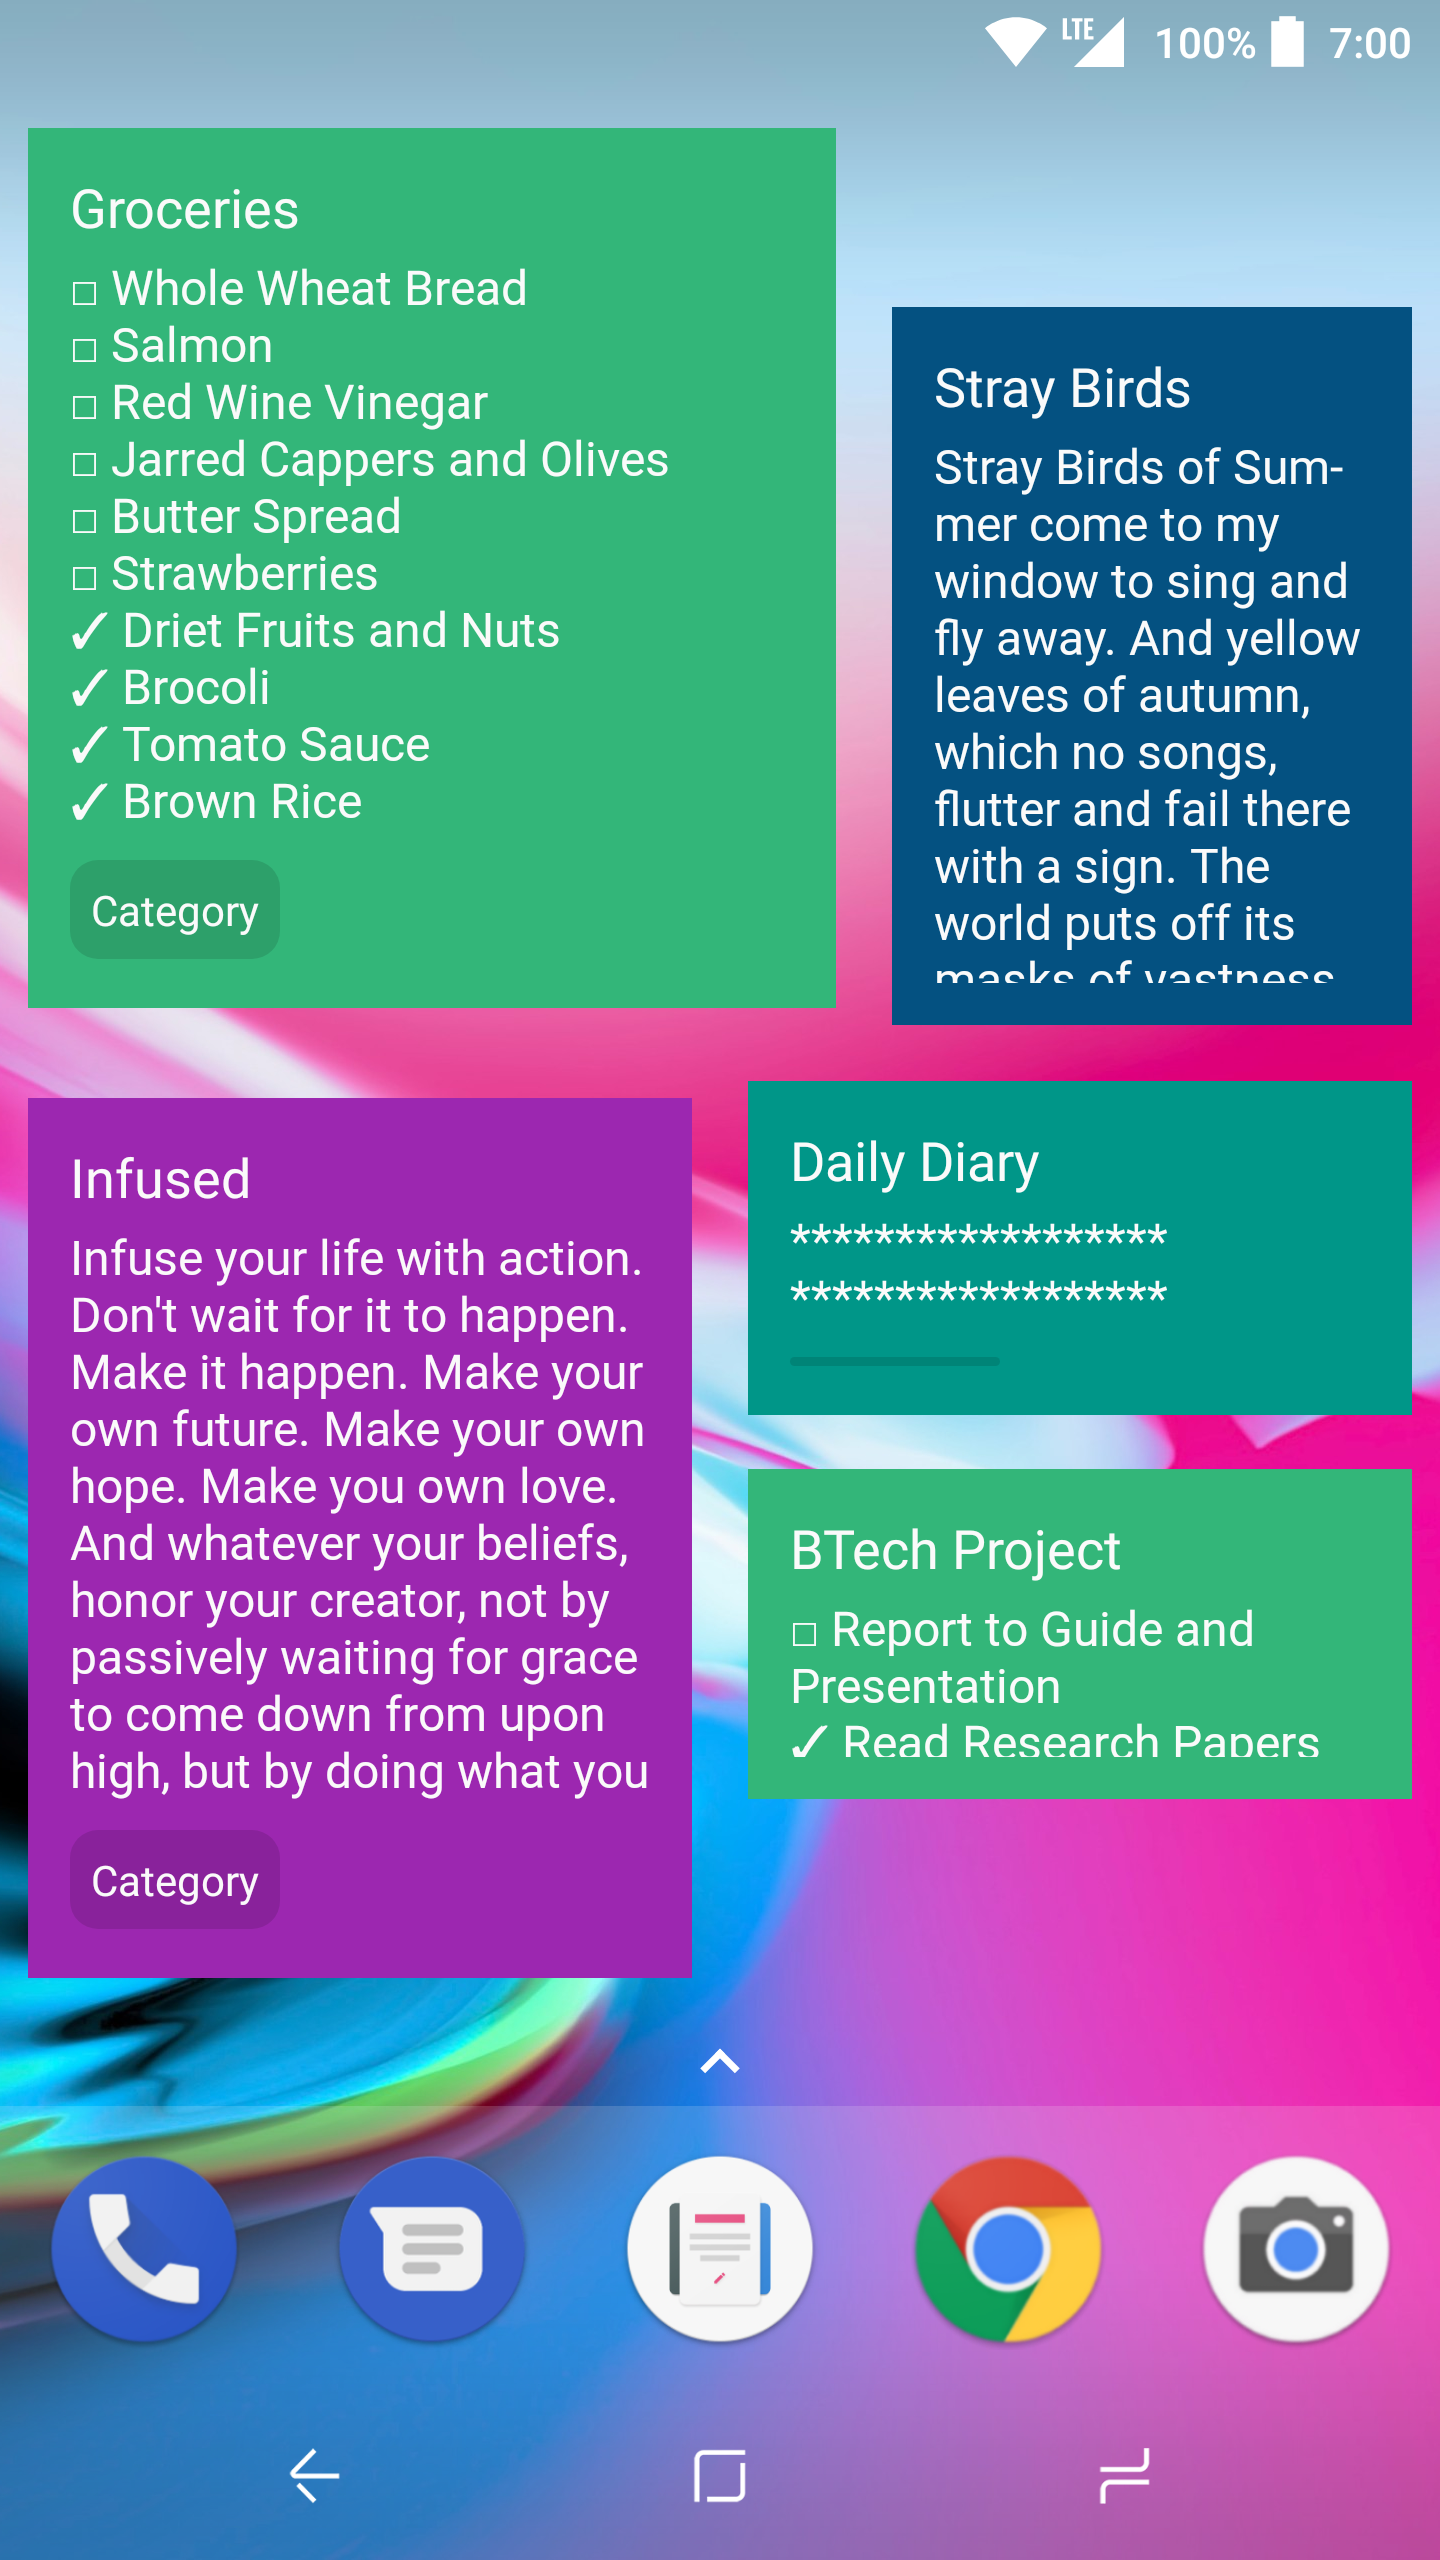 LTE 100% 7:00
Groceries
☐ Whole Wheat Bread
☐ Salmon
☐ Red Wine Vinegar
☐ Jarred Cappers and Olives
☐ Butter Spread
☐ Strawberries
✓ Driet Fruits and Nuts
✓ Brocoli
✓ Tomato Sauce
✓ Brown Rice
Category
Stray Birds
Stray Birds of Sum-
mer come to my
window to sing and
fly away. And yellow
leaves of autumn,
which no songs,
flutter and fail there
with a sign. The
world puts off its
masks of vastness
Infused
Infuse your life with action.
Don't wait for it to happen.
Make it happen. Make your
own future. Make your own
hope. Make you own love.
And whatever your beliefs,
honor your creator, not by
passively waiting for grace
to come down from upon
high, but by doing what you
Category
Daily Diary
******************
******************
BTech Project
☐ Report to Guide and
Presentation
✓ Read Research Papers